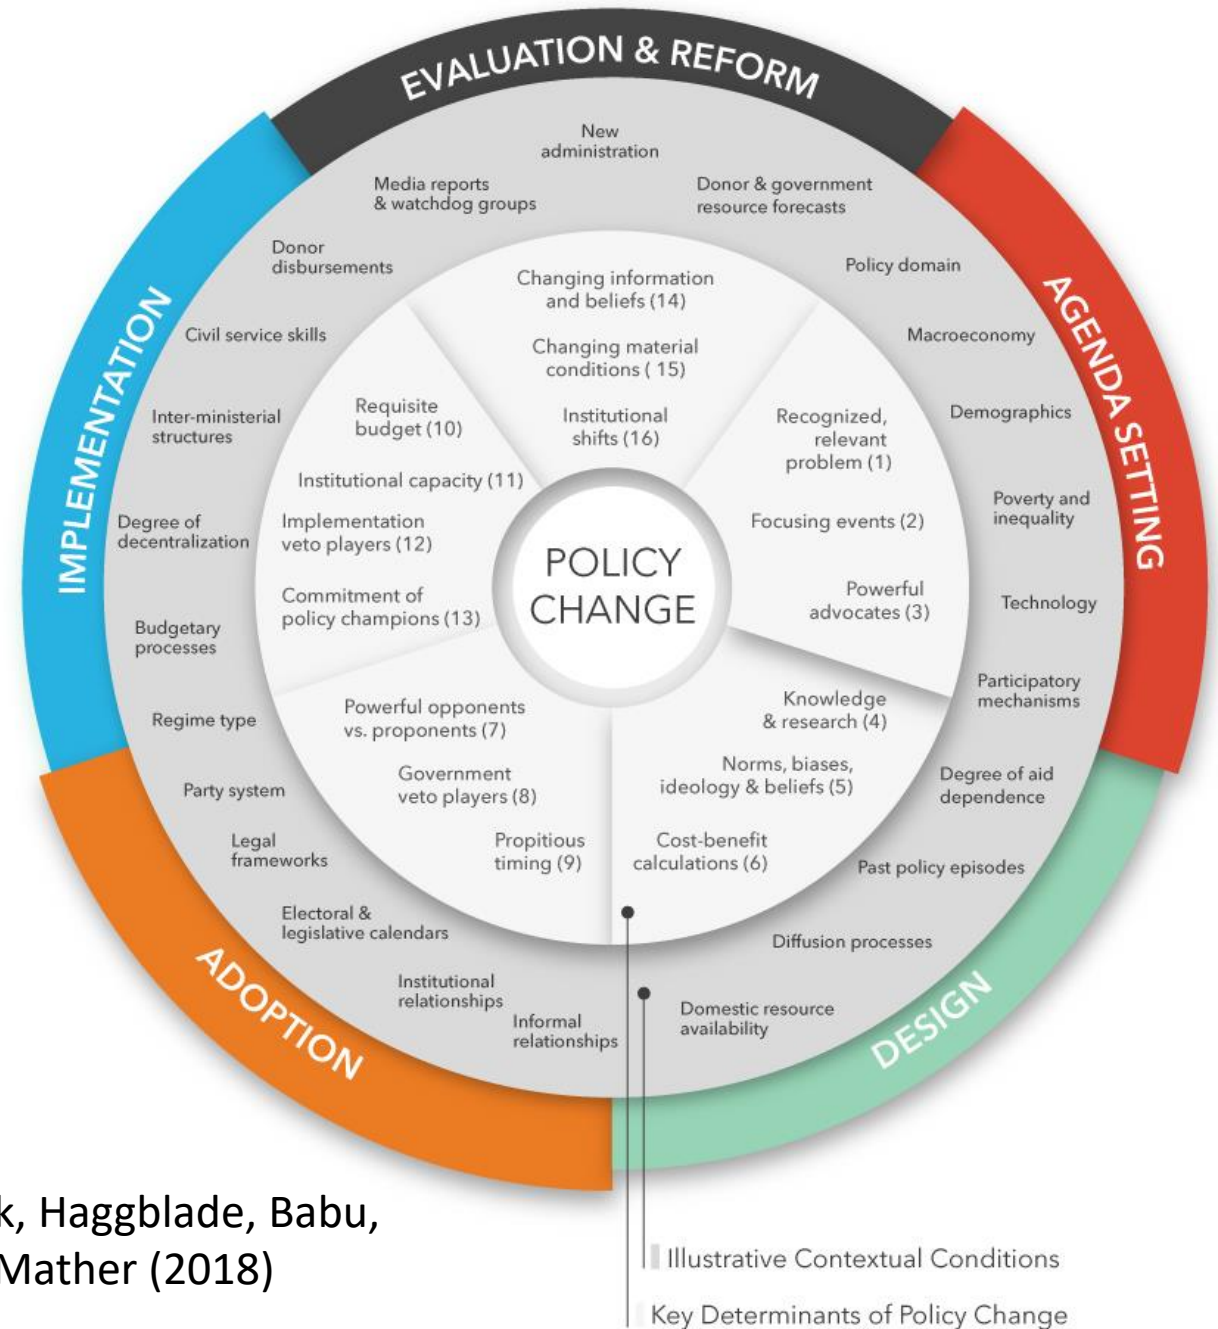 EVALUATION & REFORM
AGENDA SETTING
DESIGN
ADOPTION
IMPLEMENTATION
New
administration
Donor & government
resource forecasts
Policy domain
Macroeconomy
Demographics
Poverty and
inequality
Technology
Participatory
mechanisms
Degree of aid
dependence
Past policy episodes
Diffusion processes
Domestic resource
availability
Informal
relationships
Institutional
relationships
Electoral &
legislative calendars
Legal
frameworks
Party system
Regime type
Budgetary
processes
Degree of
decentralization
Inter-ministerial
structures
Civil service skills
Donor
disbursements
Media reports
& watchdog groups
Changing information
and beliefs (14)
Changing material
conditions ( 15)
Institutional
shifts (16)
Recognized,
relevant
problem (1)
Focusing events (2)
Powerful
advocates (3)
Knowledge
& research (4)
Norms, biases,
ideology & beliefs (5)
Cost-benefit
calculations (6)
Powerful opponents
vs. proponents (7)
Government
veto players (8)
Propitious
timing (9)
Requisite
budget (10)
Institutional capacity (11)
Implementation
veto players (12)
Commitment of
policy champions (13)
POLICY
CHANGE
, Haggblade, Babu,
Mather (2018)
Illustrative Contextual Conditions
Key Determinants of Policy Change